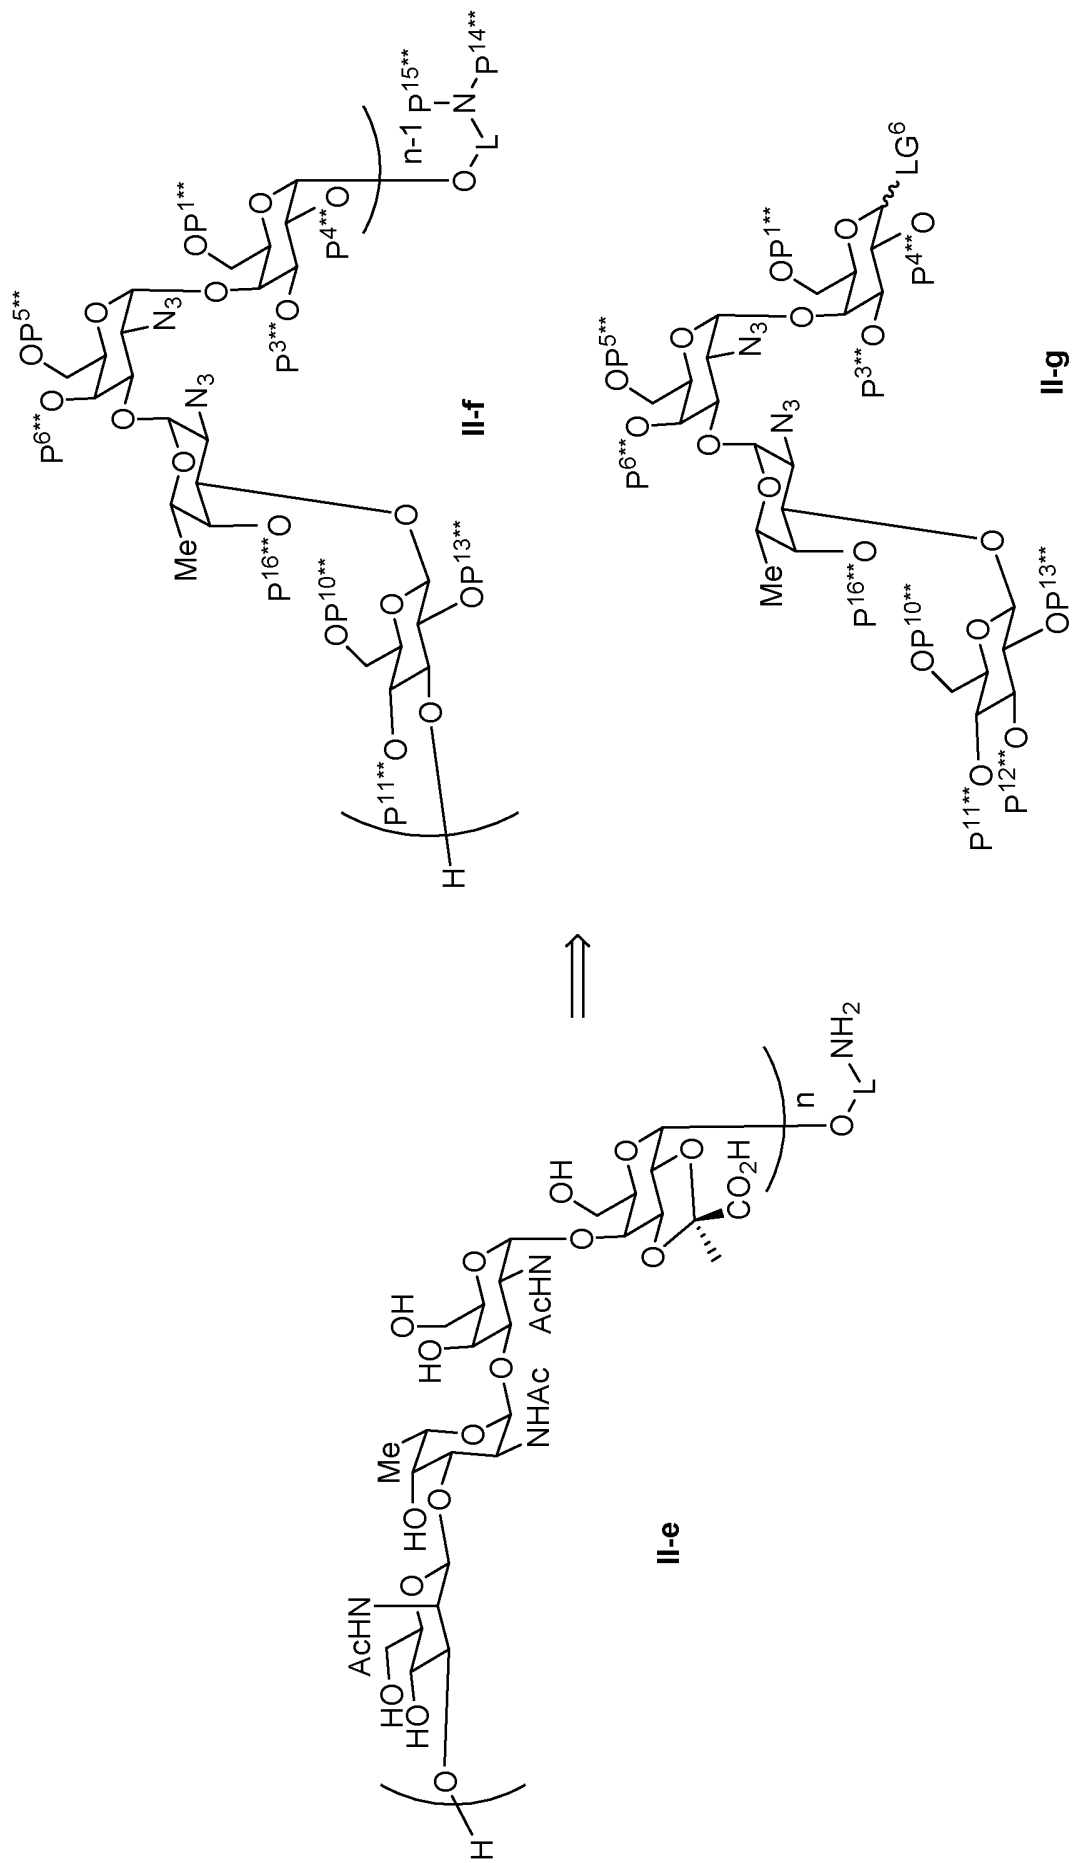 H
O
HO
HO
AcHN
O
O
HO
Me
O
NHAc
O
HO
OH
O
AcHN
O
OH
O
O
O
CO2H
n
O
L
NH2
II-e
P6**O
OP5**
O
N3
O
OP1**
O
O
P3**O
P4**O
n-1
P15**
N
P14**
L
O
O
N3
Me
O
P16**O
O
OP10**
O
OP13**
P11**O
O
H
II-f
P6**O
OP5**
O
N3
O
OP1**
O
LG6
P3**O
P4**O
O
N3
Me
O
P16**O
O
OP10**
O
OP13**
P11**O
P12**O
II-g